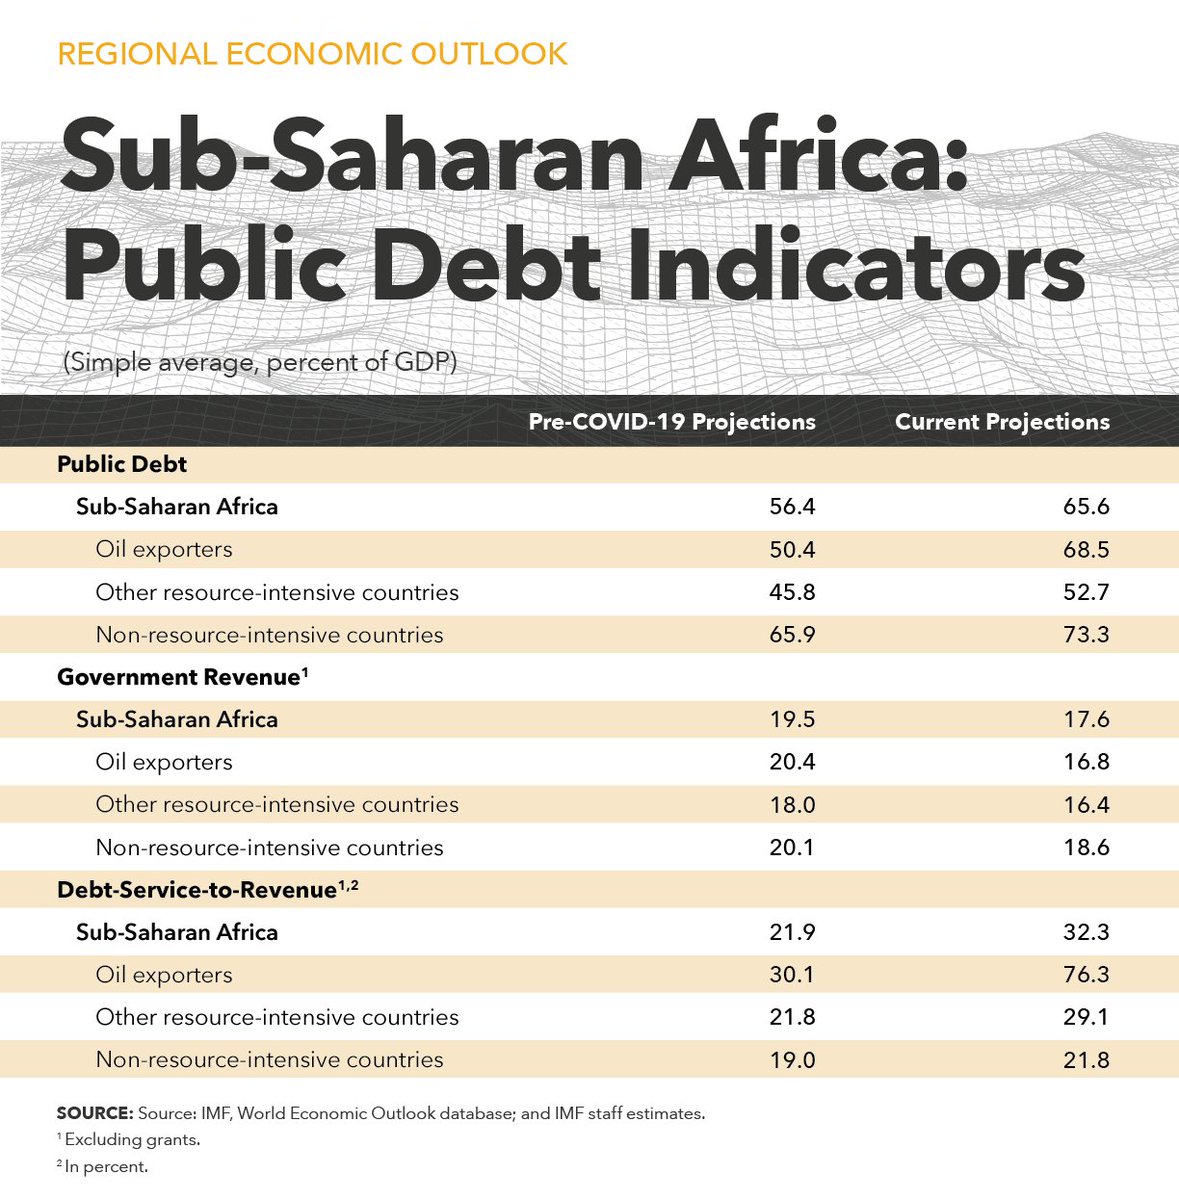 REGIONAL ECONOMIC OUTLOOK
Sub-Saharan Africa:
Public Debt Indicators
(Simple average, percent of GDP)
Pre-COVID-19 Projections Current Projections
Public Debt
Sub-Saharan Africa 56.4 65.6
Oil exporters 50.4 68.5
Other resource-intensive countries 45.8 52.7
Non-resource-intensive countries 65.9 73.3
Government Revenue¹
Sub-Saharan Africa 19.5 17.6
Oil exporters 20.4 16.8
Other resource-intensive countries 18.0 16.4
Non-resource-intensive countries 20.1 18.6
Debt-Service-to-Revenue¹,²
Sub-Saharan Africa 21.9 32.3
Oil exporters 30.1 76.3
Other resource-intensive countries 21.8 29.1
Non-resource-intensive countries 19.0 21.8
SOURCE: Source: IMF, World Economic Outlook database; and IMF staff estimates.
¹ Excluding grants.
² In percent.